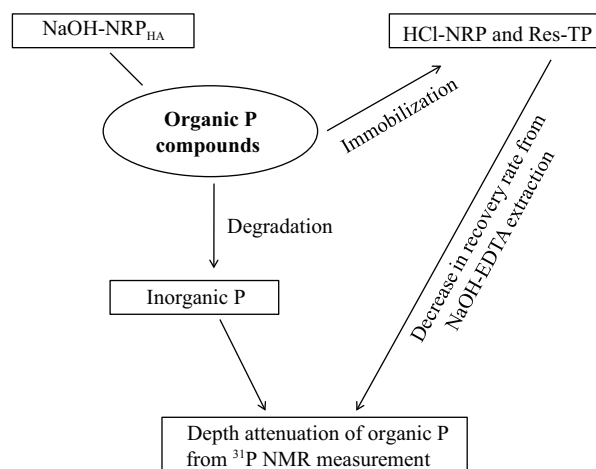 NaOH-NRP_HA
HCl-NRP and Res-TP
Organic P
compounds
Immobilization
Degradation
Decrease in recovery rate from
NaOH-EDTA extraction
Inorganic P
Depth attenuation of organic P
from ³¹P NMR measurement